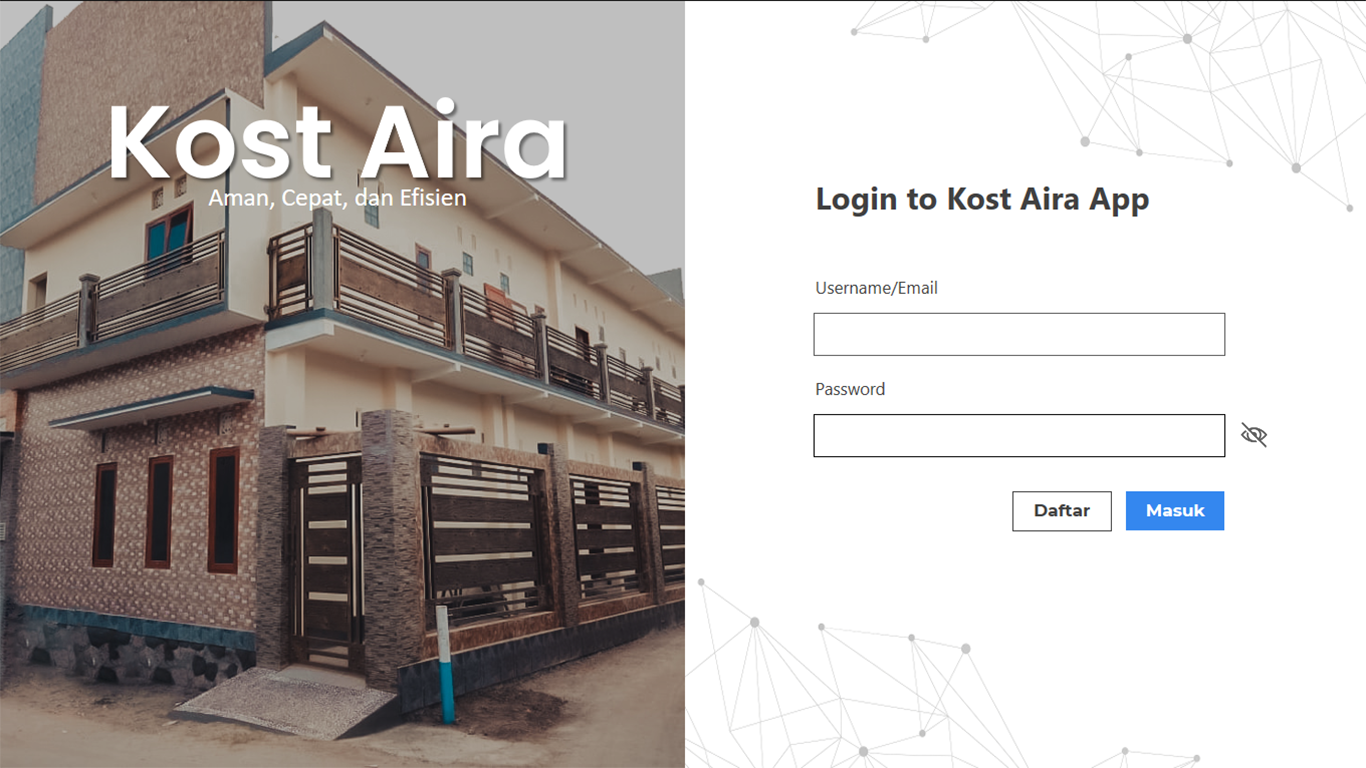 Kost Aira
Aman, Cepat, dan Efisien
Login to Kost Aira App
Username/Email
Password
Daftar
Masuk